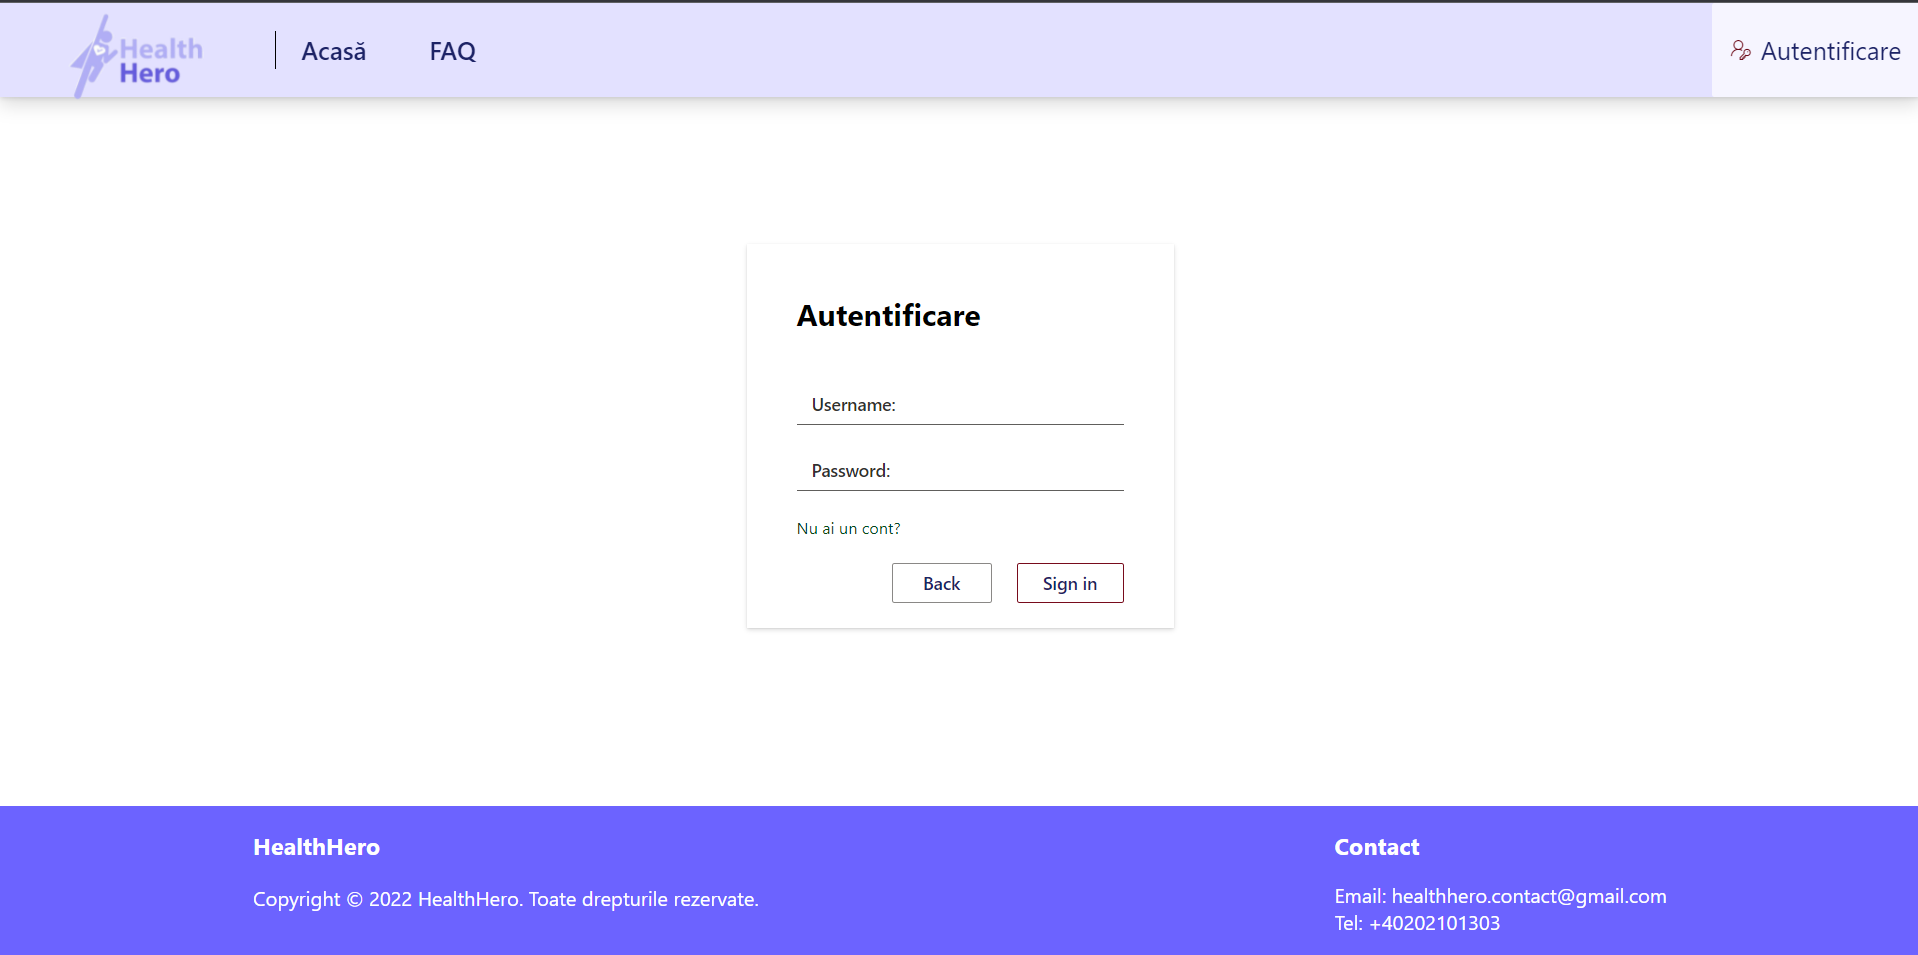 Health
Hero
Acasă
FAQ
Autentificare
Autentificare
Username:
Password:
Nu ai un cont?
Back
Sign in
HealthHero
Copyright © 2022 HealthHero. Toate drepturile rezervate.
Contact
Email: healthhero.contact@gmail.com
Tel: +40202101303